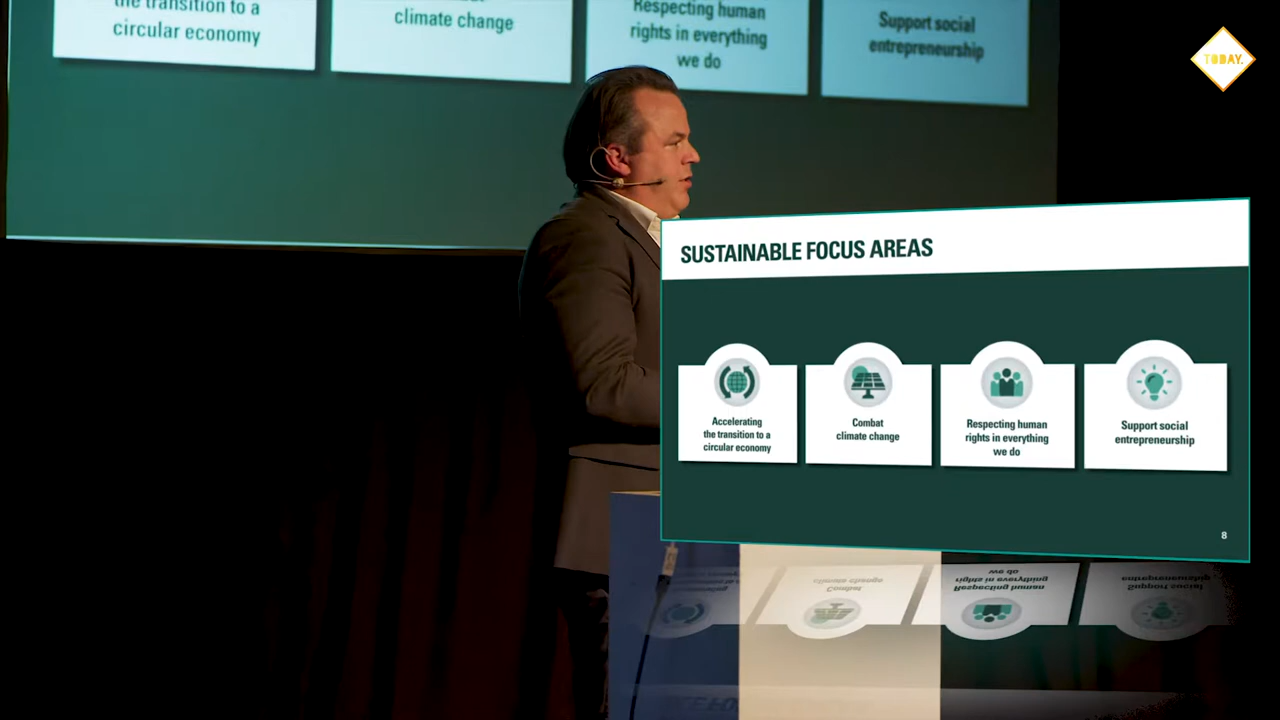 the transition to a
circular economy
climate change
Respecting human
rights in everything
we do
Support social
entrepreneurship
TODAY.
SUSTAINABLE FOCUS AREAS
Accelerating
the transition to a
circular economy
Combat
climate change
Respecting human
rights in everything
we do
Support social
entrepreneurship
8